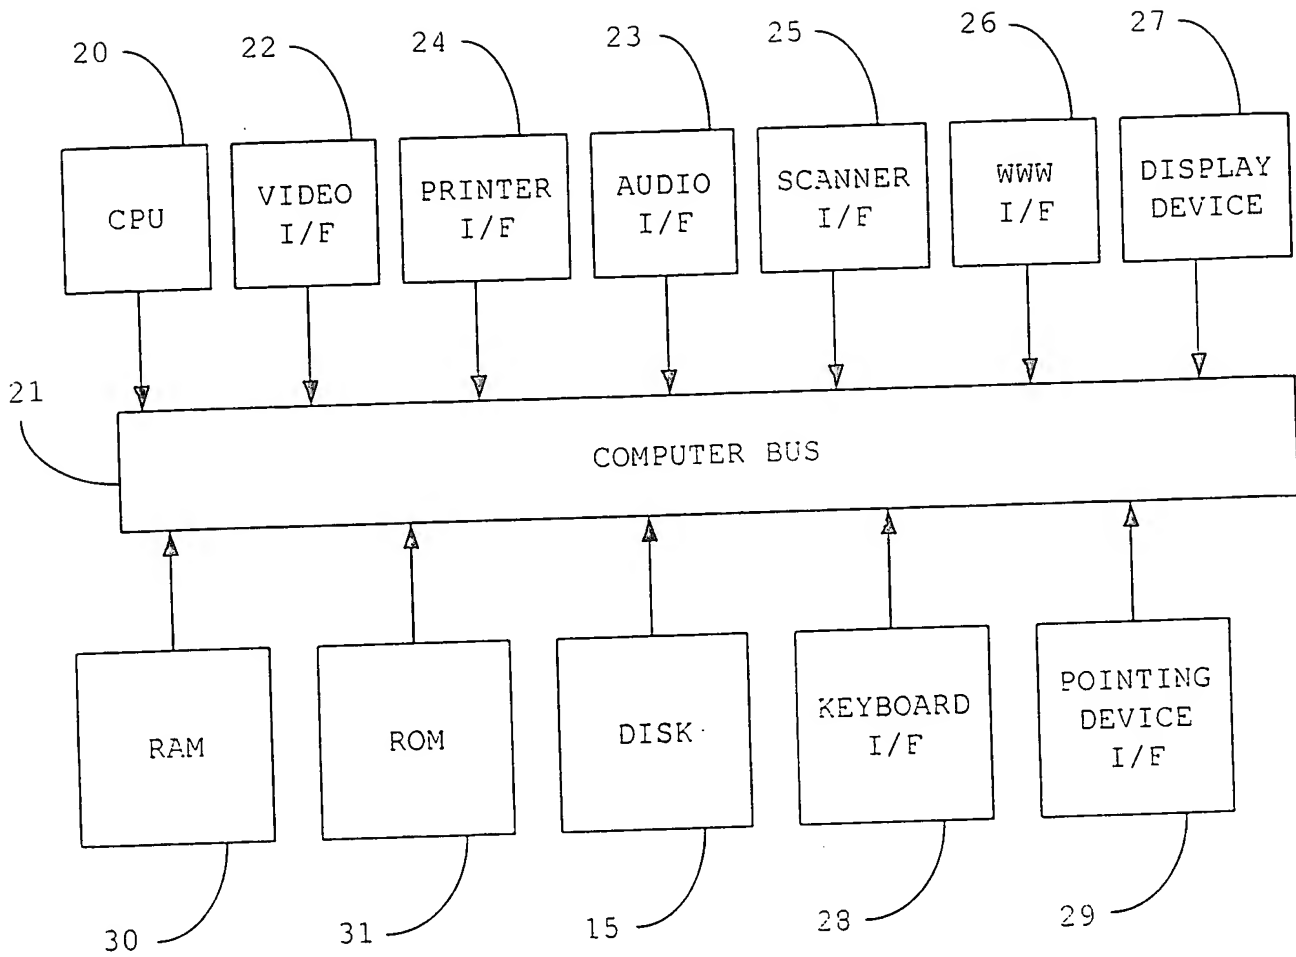 20
22
24
23
25
26
27
CPU
VIDEO
I/F
PRINTER
I/F
AUDIO
I/F
SCANNER
I/F
WWW
I/F
DISPLAY
DEVICE
21
COMPUTER BUS
RAM
ROM
DISK
KEYBOARD
I/F
POINTING
DEVICE
I/F
30
31
15
28
29